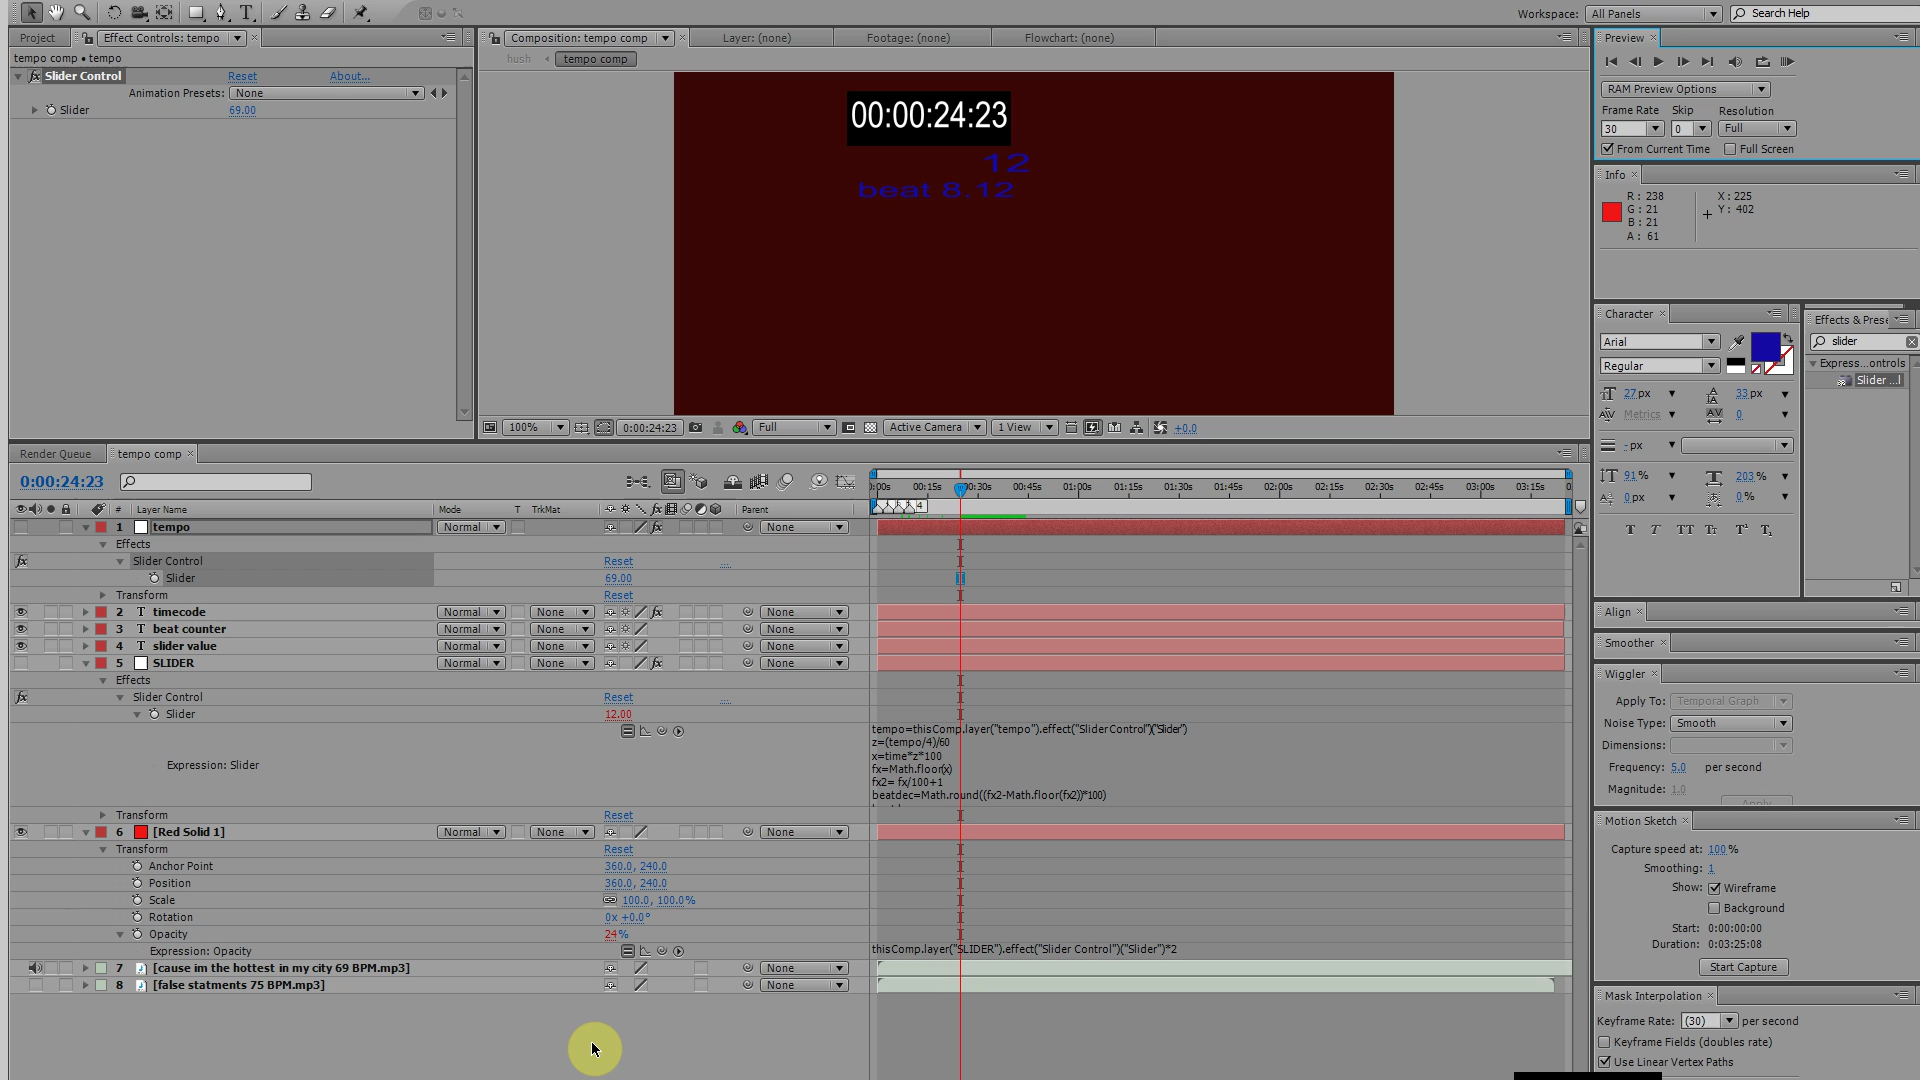 Workspace: All Panels Search Help
Project Effect Controls: tempo
Composition: tempo comp Layer: (none) Footage: (none) Flowchart: (none)
Preview
tempo comp • tempo
hush tempo comp
Slider Control Reset About...
Animation Presets: None
Slider 69.00
00:00:24:23
12
beat 8.12
RAM Preview Options
Frame Rate Skip Resolution
30 0 Full
From Current Time Full Screen
Info
R: 238 X: 225
G: 21 Y: 402
B: 21
A: 61
Character
Arial
Regular
27 px 33 px
Metrics 0
- px
91 % 203 %
0 px 0 %
T T TT Tr T¹ T₁
Effects & Prese
slider
Express...ontrols
Slider ...l
100% 0:00:24:23 Full Active Camera 1 View +0.0
Render Queue tempo comp
0:00:24:23
00s 00:15s 00:30s 00:45s 01:00s 01:15s 01:30s 01:45s 02:00s 02:15s 02:30s 02:45s 03:00s 03:15s
# Layer Name Mode T TrkMat Parent
4
1 tempo Normal None
Effects
Slider Control Reset ...
Slider 69.00
Transform Reset
2 T timecode Normal None None
3 T beat counter Normal None None
4 T slider value Normal None None
5 SLIDER Normal None None
Effects
Slider Control Reset ...
Slider 12.00
Expression: Slider
tempo=thisComp.layer("tempo").effect("Slider Control")("Slider")
z=(tempo/4)/60
x=time*z*100
fx=Math.floor(x)
fx2= fx/100+1
beatdec=Math.round((fx2-Math.floor(fx2))*100)
Transform Reset
6 [Red Solid 1] Normal None None
Transform Reset
Anchor Point 360.0, 240.0
Position 360.0, 240.0
Scale 100.0, 100.0%
Rotation 0x +0.0°
Opacity 24%
Expression: Opacity thisComp.layer("SLIDER").effect("Slider Control")("Slider")*2
7 [cause im the hottest in my city 69 BPM.mp3] None
8 [false statments 75 BPM.mp3] None
Align
Smoother
Wiggler
Apply To: Temporal Graph
Noise Type: Smooth
Dimensions:
Frequency: 5.0 per second
Magnitude: 1.0
Apply
Motion Sketch
Capture speed at: 100 %
Smoothing: 1
Show: Wireframe
Background
Start: 0:00:00:00
Duration: 0:03:25:08
Start Capture
Mask Interpolation
Keyframe Rate: (30) per second
Keyframe Fields (doubles rate)
Use Linear Vertex Paths